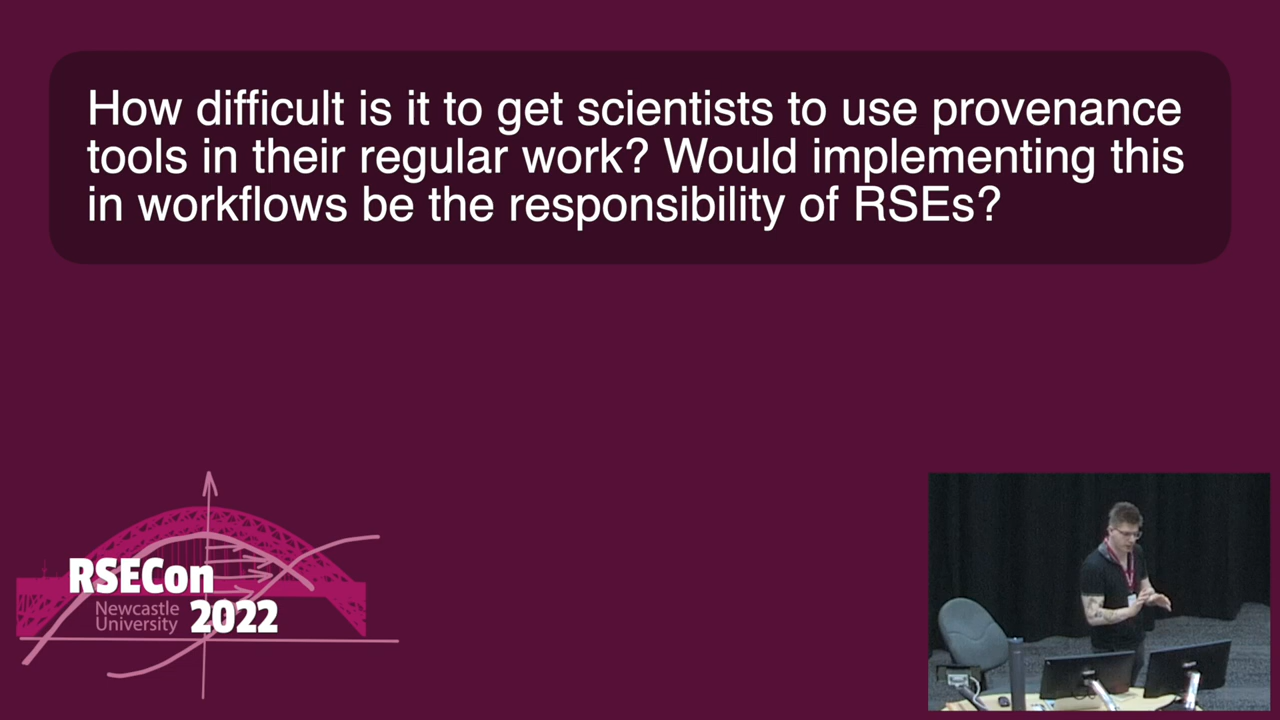 How difficult is it to get scientists to use provenance
tools in their regular work? Would implementing this
in workflows be the responsibility of RSEs?
RSECon
Newcastle
University 2022